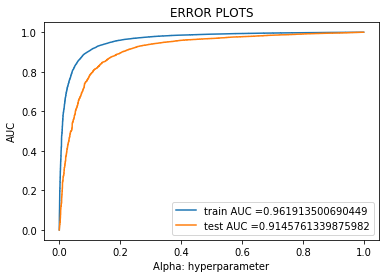 ERROR PLOTS
1.0
0.8
0.6
0.4
0.2
0.0
AUC
train AUC =0.961913500690449
test AUC =0.9145761339875982
0.0 0.2 0.4 0.6 0.8 1.0
Alpha: hyperparameter